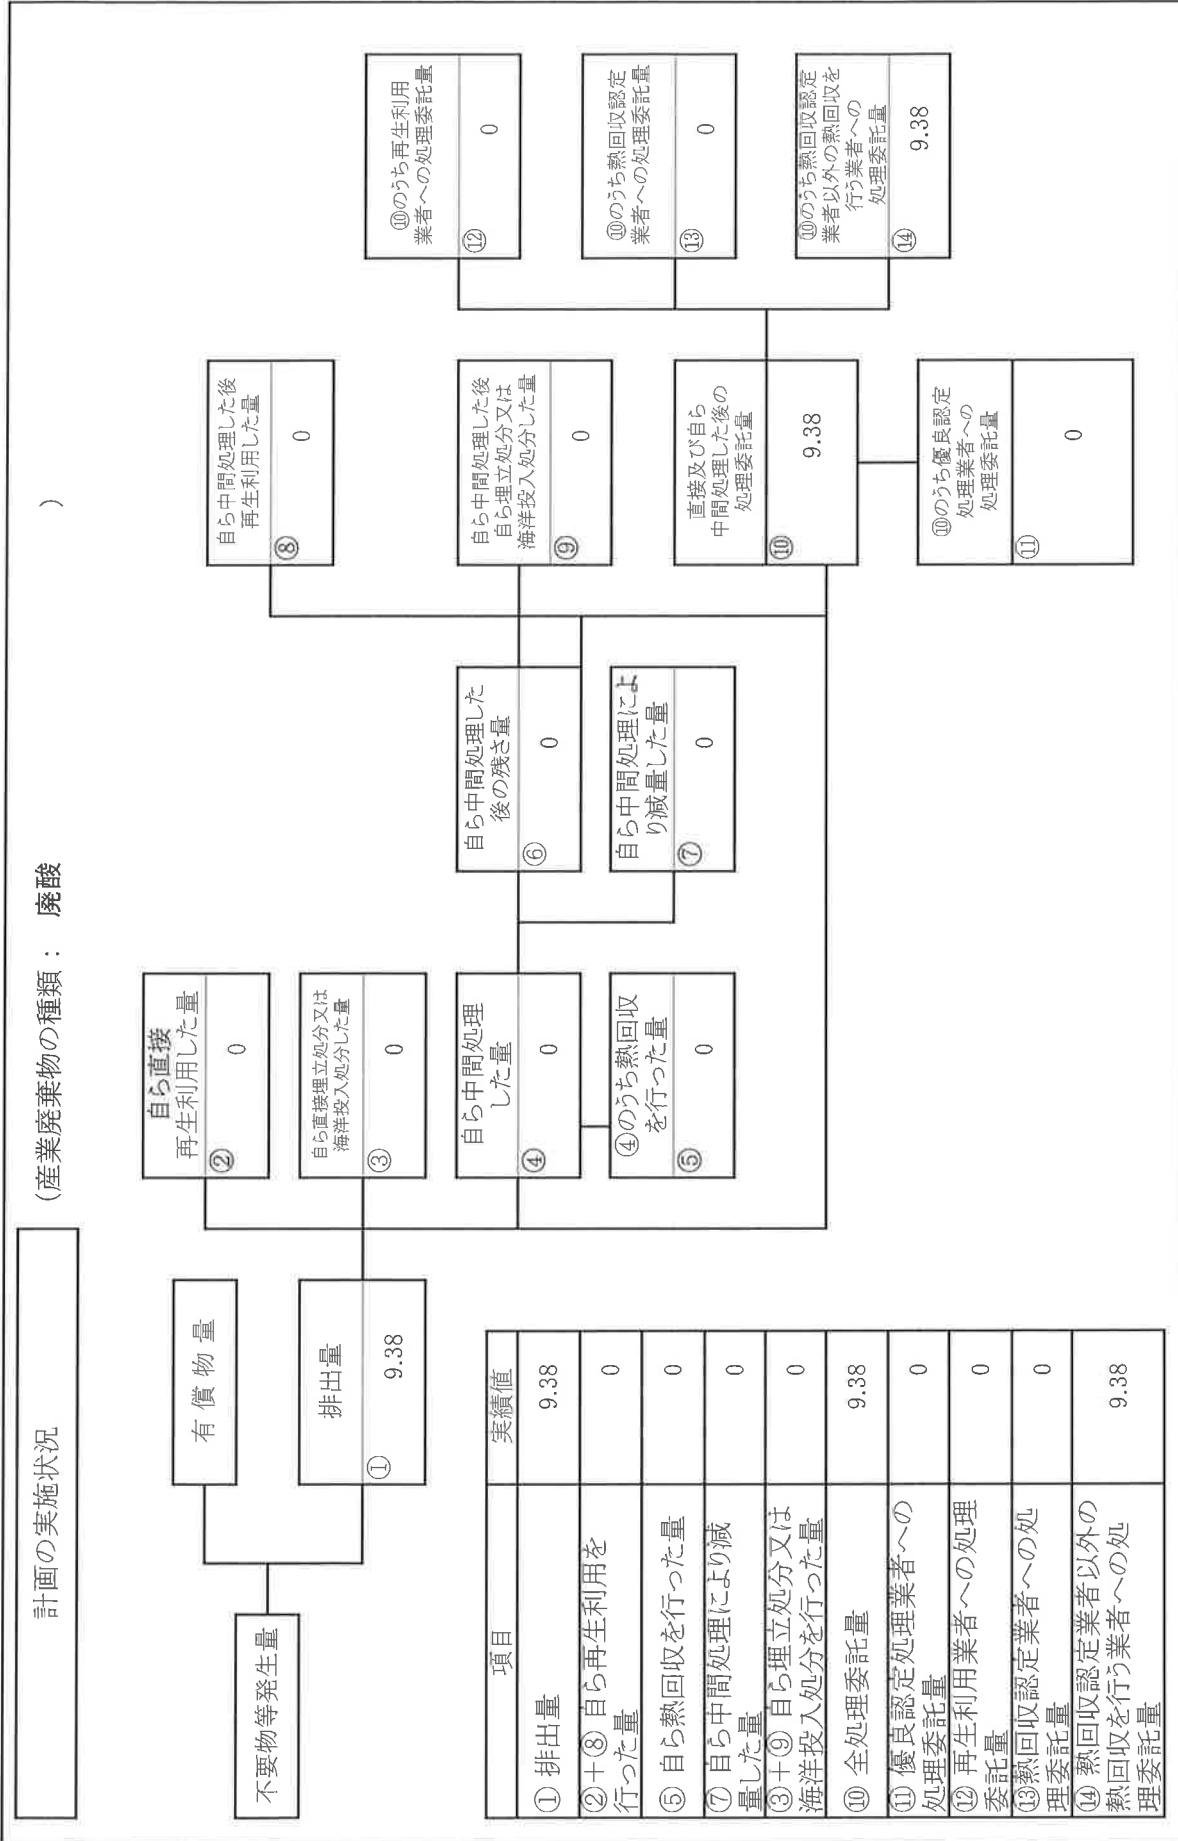 計画の実施状況
(産業廃棄物の種類： 廃酸 )
不要物等発生量
有 償 物 量
排出量
①
9.38
自ら直接
再生利用した量
②
0
自ら直接埋立処分又は
海洋投入処分した量
③
0
自ら中間処理
した量
④
0
④のうち熱回収
を行った量
⑤
0
自ら中間処理した
後の残さ量
⑥
0
自ら中間処理によ
り減量した量
⑦
0
自ら中間処理した後
再生利用した量
⑧
0
自ら中間処理した後
自ら埋立処分又は
海洋投入処分した量
⑨
0
直接及び自ら
中間処理した後の
処理委託量
⑩
9.38
⑩のうち優良認定
処理業者への
処理委託量
⑪
0
⑩のうち再生利用
業者への処理委託量
⑫
0
⑩のうち熱回収認定
業者への処理委託量
⑬
0
⑩のうち熱回収認定
業者以外の熱回収を
行う業者への
処理委託量
⑭
9.38
項目 実績値
① 排出量 9.38
②＋⑧ 自ら再生利用を
行った量 0
⑤ 自ら熱回収を行った量 0
⑦ 自ら中間処理により減
量した量 0
③＋⑨ 自ら埋立処分又は
海洋投入処分を行った量 0
⑩ 全処理委託量 9.38
⑪ 優良認定処理業者への
処理委託量 0
⑫ 再生利用業者への処理
委託量 0
⑬熱回収認定業者への処
理委託量 0
⑭ 熱回収認定業者以外の
熱回収を行う業者への処
理委託量 9.38